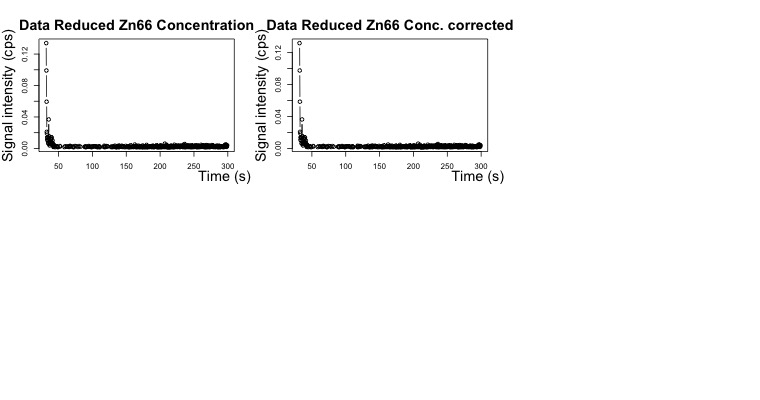 Data Reduced Zn66 Concentration
Signal intensity (cps)
0.00 0.04 0.08 0.12
50 100 150 200 250 300
Time (s)
Data Reduced Zn66 Conc. corrected
Signal intensity (cps)
0.00 0.04 0.08 0.12
50 100 150 200 250 300
Time (s)